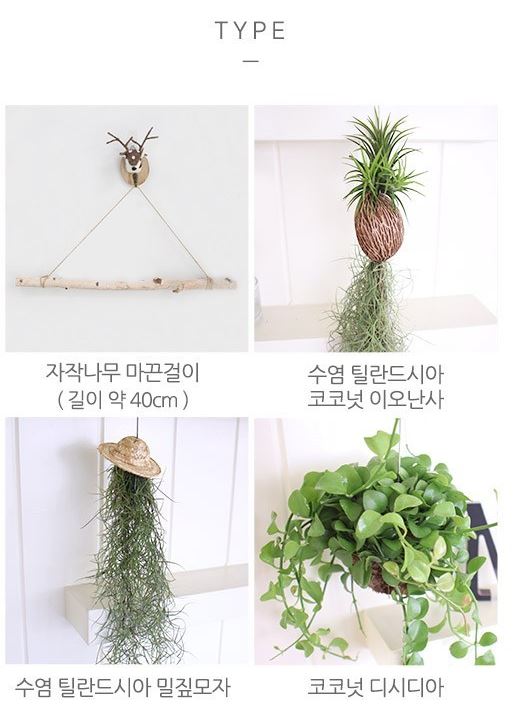 TYPE
자작나무 마끈걸이
( 길이 약 40cm )
수염 틸란드시아
코코넛 이오난사
수염 틸란드시아 밀짚모자
코코넛 디시디아